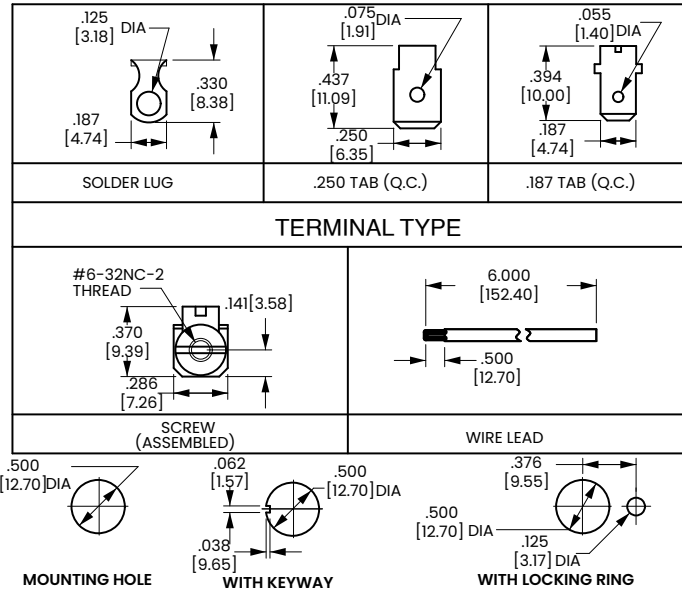 .125
[3.18] DIA
.330
[8.38]
.187
[4.74]
SOLDER LUG
.075
[1.91] DIA
.437
[11.09]
.250
[6.35]
.250 TAB (Q.C.)
.055
[1.40] DIA
.394
[10.00]
.187
[4.74]
.187 TAB (Q.C.)
TERMINAL TYPE
#6-32NC-2
THREAD
.141[3.58]
.370
[9.39]
.286
[7.26]
SCREW
(ASSEMBLED)
6.000
[152.40]
.500
[12.70]
WIRE LEAD
.500
[12.70]DIA
MOUNTING HOLE
.062
[1.57]
.500
[12.70]DIA
.038
[9.65]
WITH KEYWAY
.376
[9.55]
.500
[12.70] DIA
.125
[3.17] DIA
WITH LOCKING RING